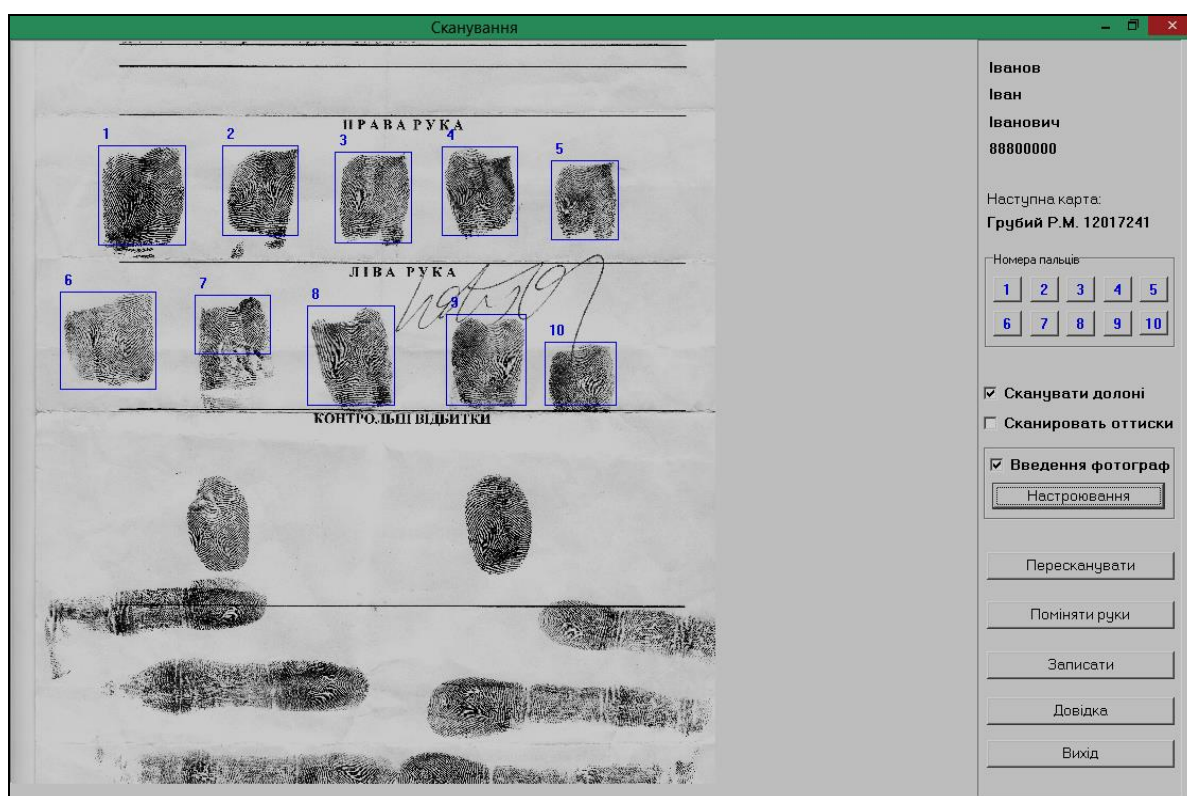 Сканування
ПРАВА РУКА
1 2 3 4 5
ЛІВА РУКА
6 7 8 9 10
КОНТРОЛЬНІ ВІДБИТКИ
Іванов
Іван
Іванович
88800000
Наступна карта:
Грубий Р.М. 12017241
Номера пальців
1 2 3 4 5
6 7 8 9 10
Сканувати долоні
Сканировать оттиски
Введення фотограф
Настроювання
Пересканувати
Поміняти руки
Записати
Довідка
Вихід